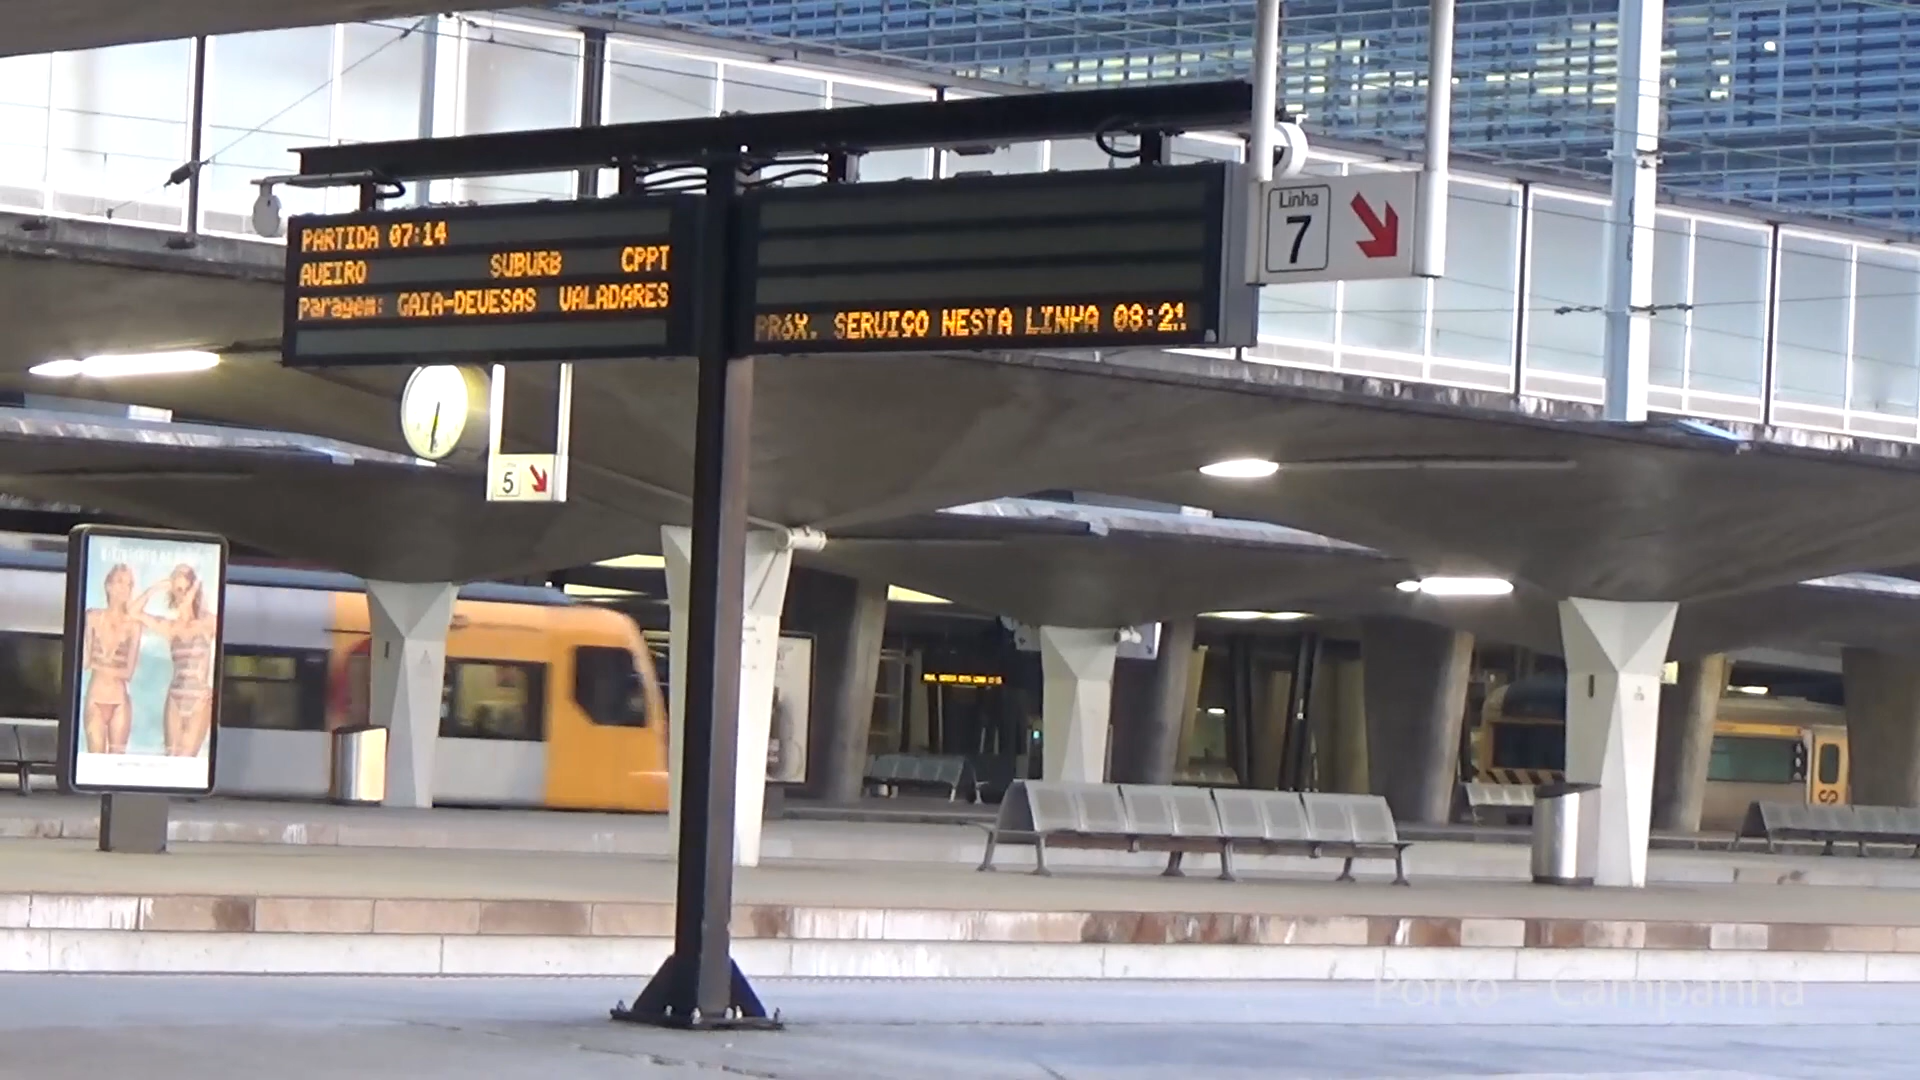 PARTIDA 07:14
AVEIRO SUBURB CPPT
Paragem: GAIA-DEVESAS VALADARES
PRÓX. SERVIÇO NESTA LINHA 08:21
Linha
7
5
Porto - Campanhã